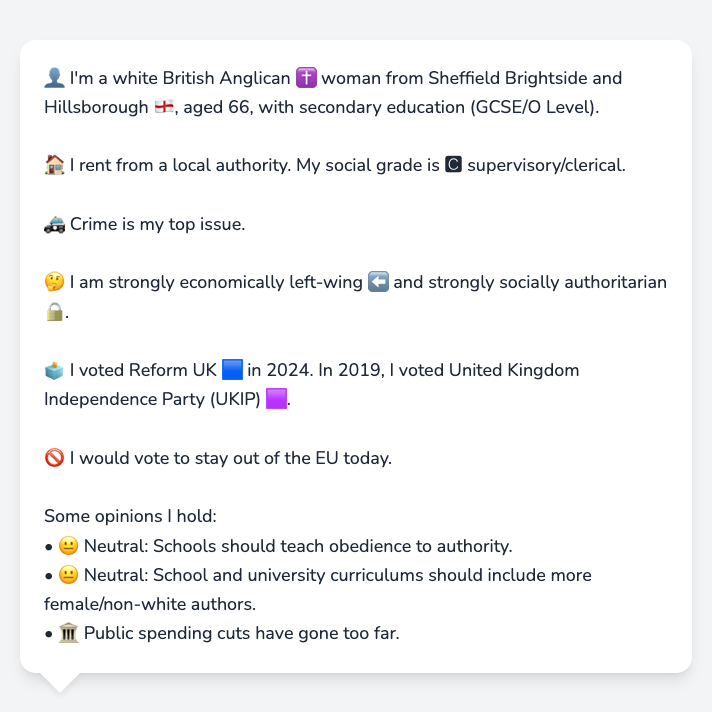 👤 I'm a white British Anglican ✝️ woman from Sheffield Brightside and
Hillsborough 🏴󠁧󠁢󠁥󠁮󠁧󠁿, aged 66, with secondary education (GCSE/O Level).
🏠 I rent from a local authority. My social grade is 🅲 supervisory/clerical.
🚓 Crime is my top issue.
🤔 I am strongly economically left-wing ⬅️ and strongly socially authoritarian
🔒.
🗳️ I voted Reform UK 🟦 in 2024. In 2019, I voted United Kingdom
Independence Party (UKIP) 🟪.
🚫 I would vote to stay out of the EU today.
Some opinions I hold:
• 😐 Neutral: Schools should teach obedience to authority.
• 😐 Neutral: School and university curriculums should include more
female/non-white authors.
• 🏛️ Public spending cuts have gone too far.